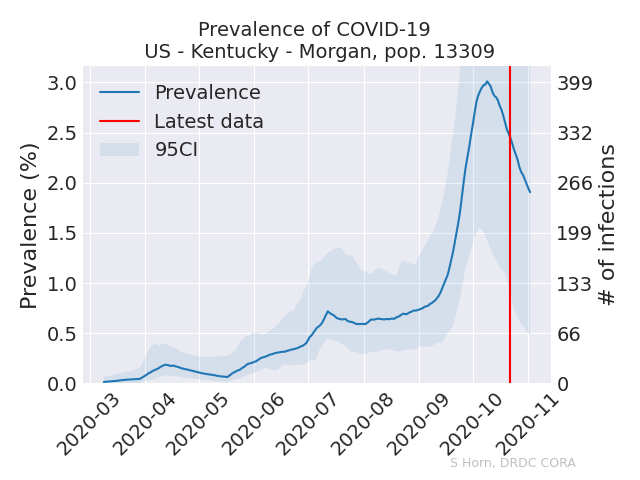 Prevalence of COVID-19
US - Kentucky - Morgan, pop. 13309
Prevalence
Latest data
95CI
Prevalence (%)
3.0
2.5
2.0
1.5
1.0
0.5
0.0
399
332
266
199
133
66
0
# of infections
2020-03
2020-04
2020-05
2020-06
2020-07
2020-08
2020-09
2020-10
2020-11
S Horn, DRDC CORA